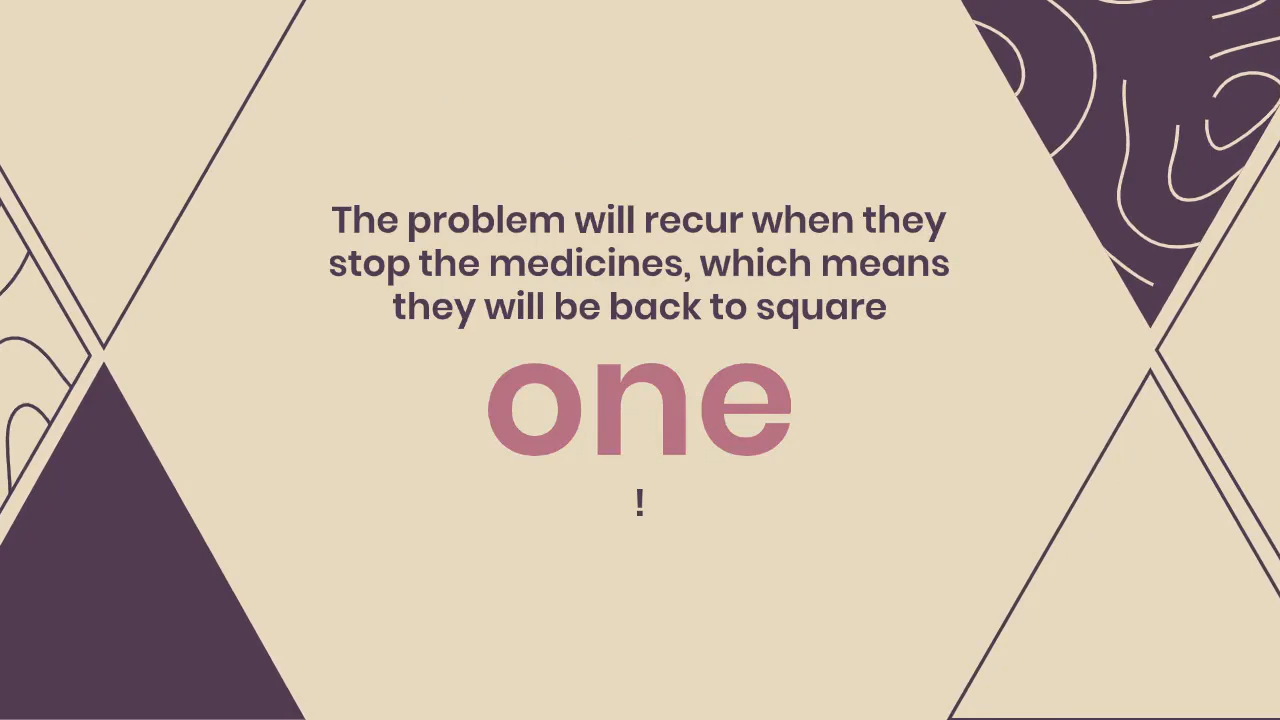 The problem will recur when they
stop the medicines, which means
they will be back to square
one
!